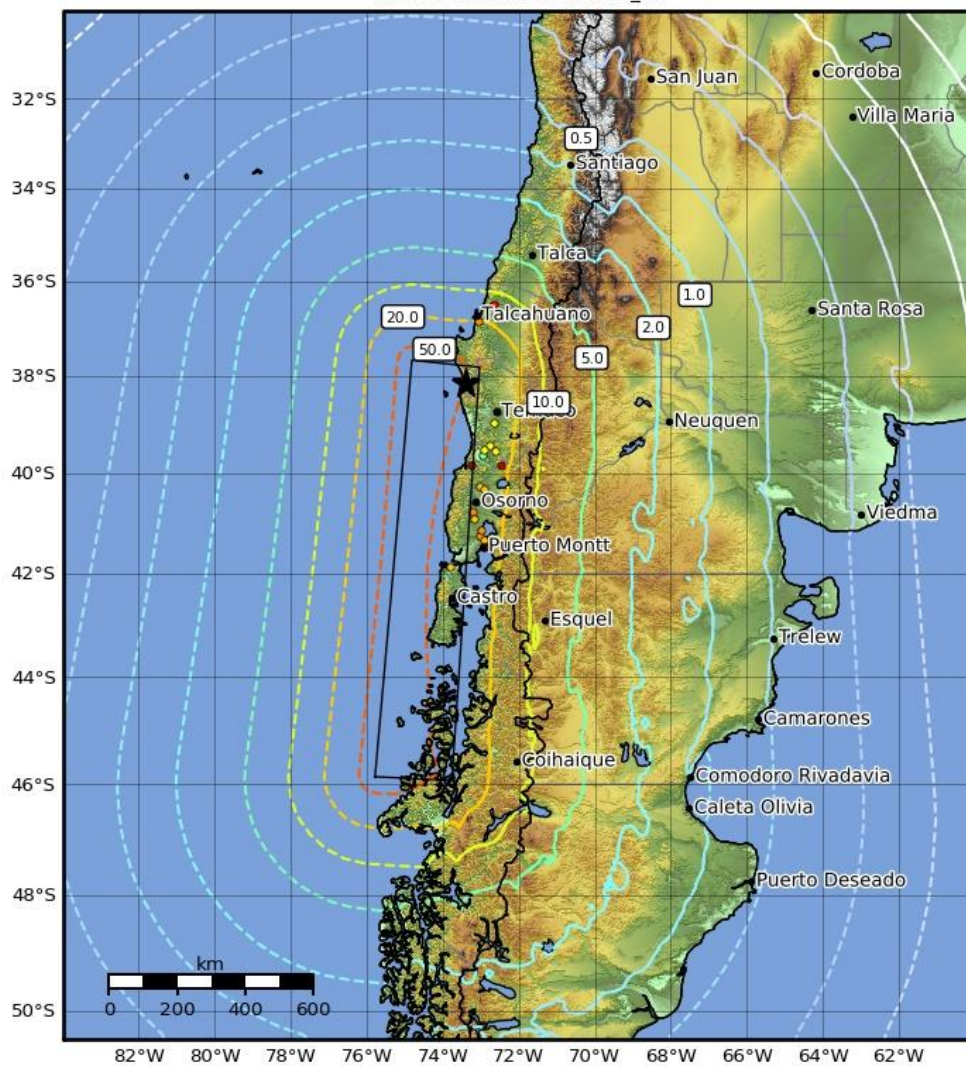 32°S
34°S
36°S
38°S
40°S
42°S
44°S
46°S
48°S
50°S
San Juan
Cordoba
Villa Maria
0.5
Santiago
Talca
1.0
Santa Rosa
20.0
Talcahuano
2.0
50.0
5.0
10.0
Temuco
Neuquen
Osorno
Viedma
Puerto Montt
Castro
Esquel
Trelew
Camarones
Coihaique
Comodoro Rivadavia
Caleta Olivia
Puerto Deseado
km
0 200 400 600
82°W 80°W 78°W 76°W 74°W 72°W 70°W 68°W 66°W 64°W 62°W